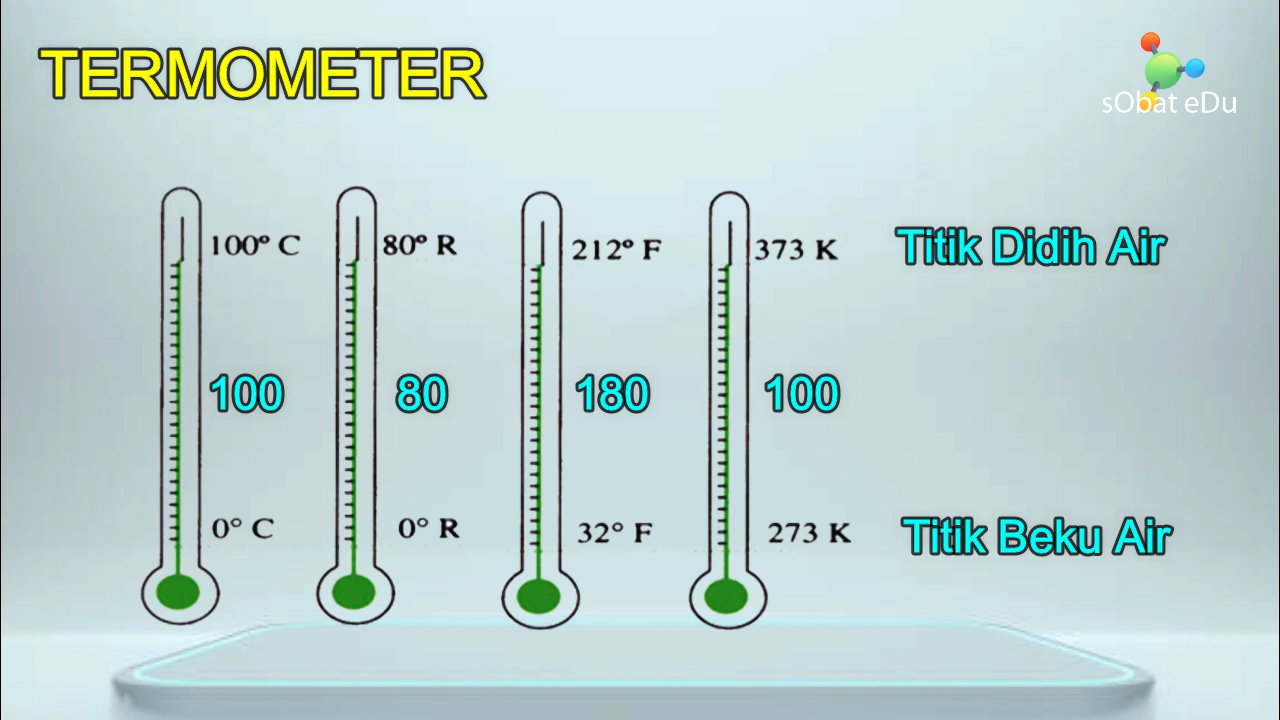 TERMOMETER
sObat eDu
100° C
80° R
212° F
373 K
Titik Didih Air
100
80
180
100
0° C
0° R
32° F
273 K
Titik Beku Air